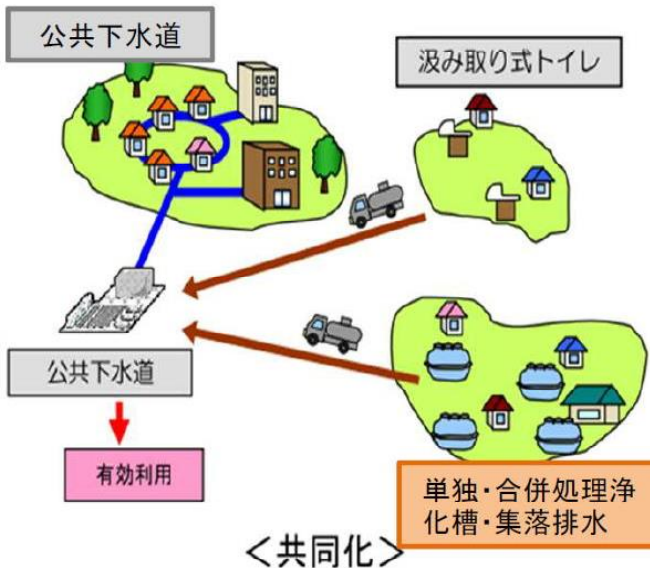 公共下水道
汲み取り式トイレ
公共下水道
有効利用
単独・合併処理浄
化槽・集落排水
＜共同化＞